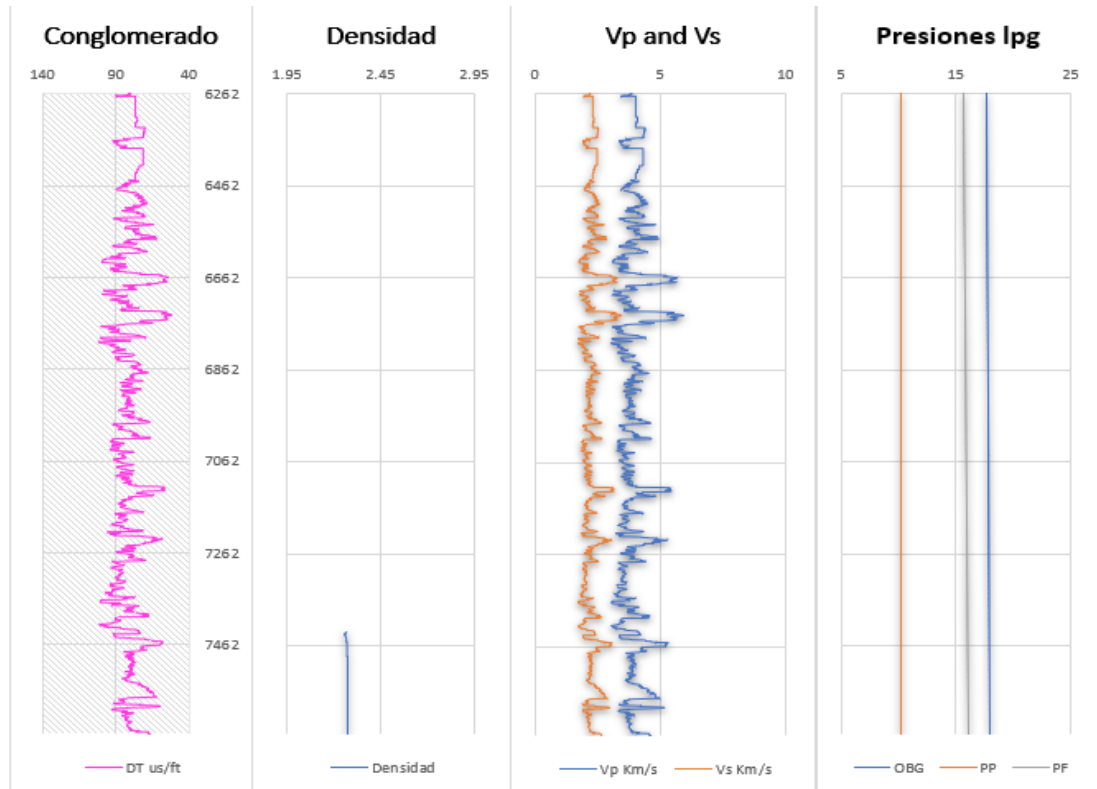 Conglomerado Densidad Vp and Vs Presiones lpg
140 90 40 1.95 2.45 2.95 0 5 10 5 15 25
6262
6462
6662
6862
7062
7262
7462
DT us/ft Densidad Vp Km/s Vs Km/s OBG PP PF